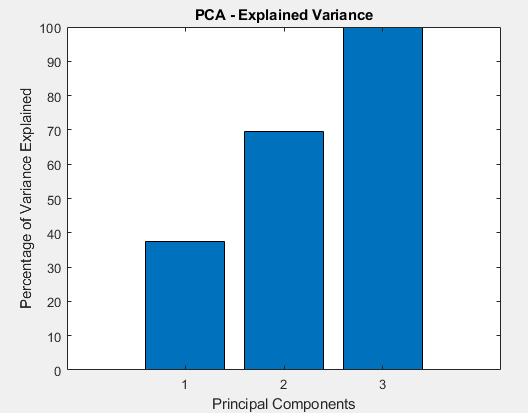 PCA - Explained Variance
Percentage of Variance Explained
100
90
80
70
60
50
40
30
20
10
0
1 2 3
Principal Components